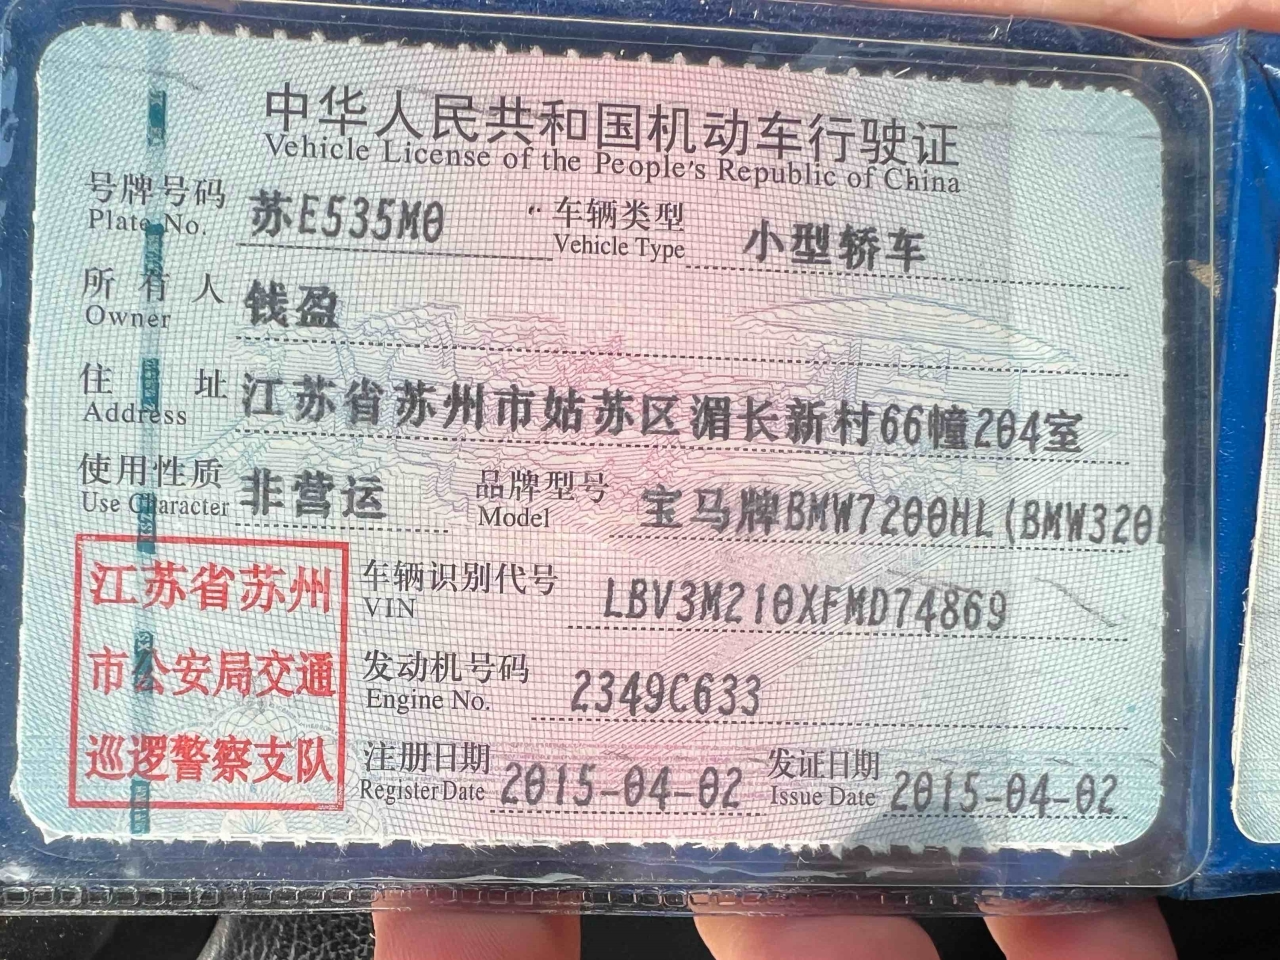 中华人民共和国机动车行驶证
Vehicle License of the People's Republic of China
号牌号码 苏E535M0 车辆类型 小型轿车
Plate No. Vehicle Type
所有人 钱盈
Owner
住址 江苏省苏州市姑苏区湄长新村66幢204室
Address
使用性质 非营运 品牌型号 宝马牌BMW7200HL(BMW320
Use Character Model
江苏省苏州
市公安局交通
巡逻警察支队
车辆识别代号 LBV3M210XFMD74869
VIN
发动机号码 2349C633
Engine No.
注册日期 2015-04-02 发证日期 2015-04-02
Register Date Issue Date